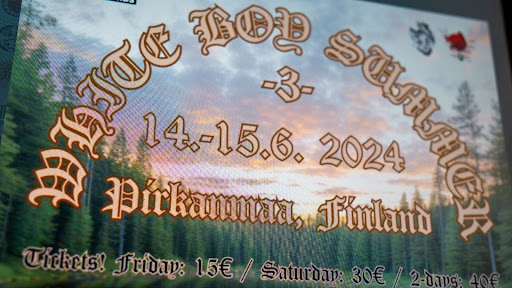 WHITE BOY SUMMER
-3-
14.-15.6. 2024
Pirkanmaa, Finland
Tickets! Friday: 15€ / Saturday: 30€ / 2-days: 40€